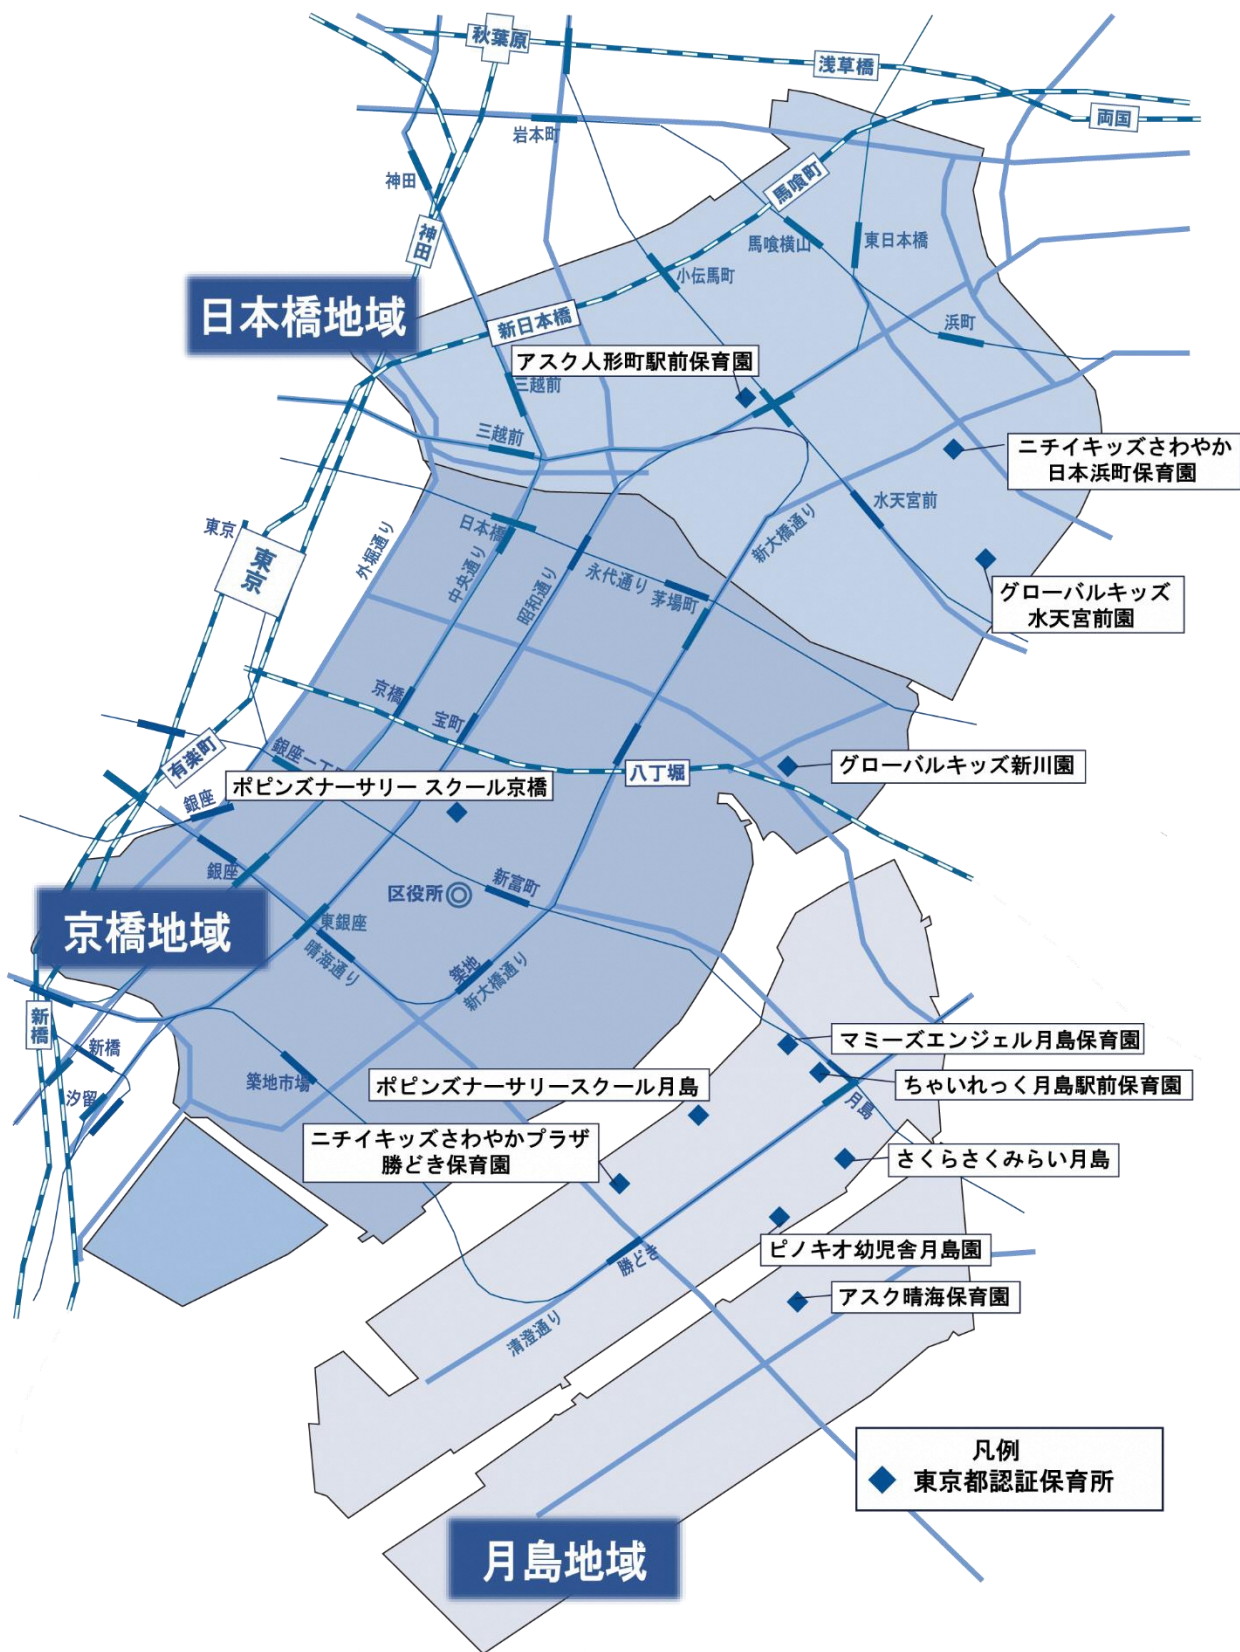 秋葉原
浅草橋
両国
岩本町
神田
馬喰町
神田
馬喰横山
東日本橋
小伝馬町
日本橋地域
新日本橋
浜町
アスク人形町駅前保育園
三越前
三越前
ニチイキッズさわやか
日本浜町保育園
水天宮前
東京
東京
外堀通り
日本橋
中央通り
昭和通り
永代通り
茅場町
新大橋通り
グローバルキッズ
水天宮前園
京橋
宝町
有楽町
銀座一丁
八丁堀
グローバルキッズ新川園
ポピンズナーサリー スクール京橋
銀座
銀座
新富町
区役所
京橋地域
東銀座
晴海通り
築地
新大橋通り
新橋
新橋
築地市場
汐留
マミーズエンジェル月島保育園
ちゃいれっく月島駅前保育園
ポピンズナーサリースクール月島
月島
ニチイキッズさわやかプラザ
勝どき保育園
さくらさくみらい月島
ピノキオ幼児舎月島園
勝どき
アスク晴海保育園
清澄通り
凡例
東京都認証保育所
月島地域